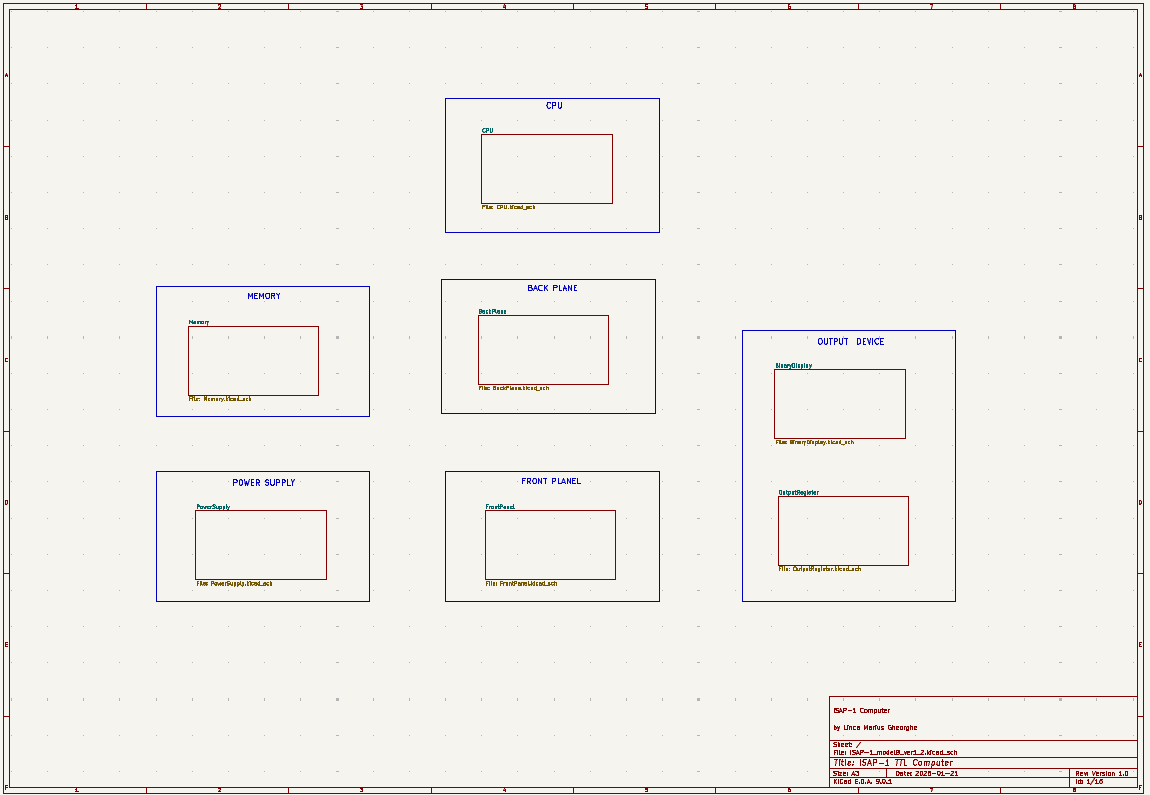 1 2 3 4 5 6 7 8
A A
CPU
CPU
File: CPU.kicad_sch
B B
BACK PLANE
BackPlane
File: BackPlane.kicad_sch
MEMORY
Memory
File: Memory.kicad_sch
OUTPUT DEVICE
BinaryDisplay
File: BinaryDisplay.kicad_sch
C C
POWER SUPPLY
PowerSupply
File: PowerSupply.kicad_sch
FRONT PLANEL
FrontPanel
File: FrontPanel.kicad_sch
OutputRegister
File: OutputRegister.kicad_sch
D D
E E
ISAP-1 Computer
by Linca Marius Gheorghe
Sheet: /
File: ISAP-1_modelB_ver1_2.kicad_sch
Title: ISAP-1 TTL Computer
Size: A3 Date: 2026-01-21 Rev: Version 1.0
KiCad E.D.A. 9.0.1 Id: 1/16
F F
1 2 3 4 5 6 7 8